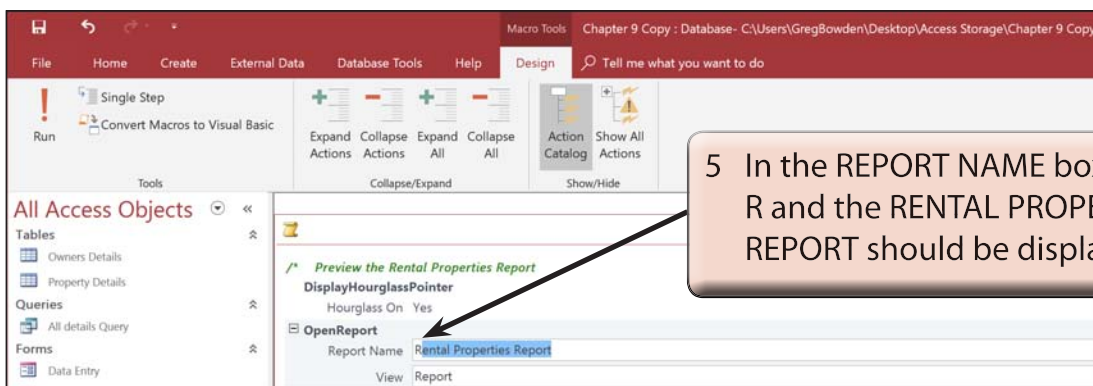 Macro Tools Chapter 9 Copy : Database- C:\Users\GregBowden\Desktop\Access Storage\Chapter 9 Copy
File Home Create External Data Database Tools Help Design Tell me what you want to do
Run
Single Step
Convert Macros to Visual Basic
Tools
Expand Actions
Collapse Actions
Expand All
Collapse All
Collapse/Expand
Action Catalog
Show All Actions
Show/Hide
5 In the REPORT NAME
R and the RENTAL
REPORT should be
All Access Objects
Tables
Owners Details
Property Details
Queries
All details Query
Forms
Data Entry
/* Preview the Rental Properties Report
DisplayHourglassPointer
Hourglass On Yes
OpenReport
Report Name Rental Properties Report
View Report